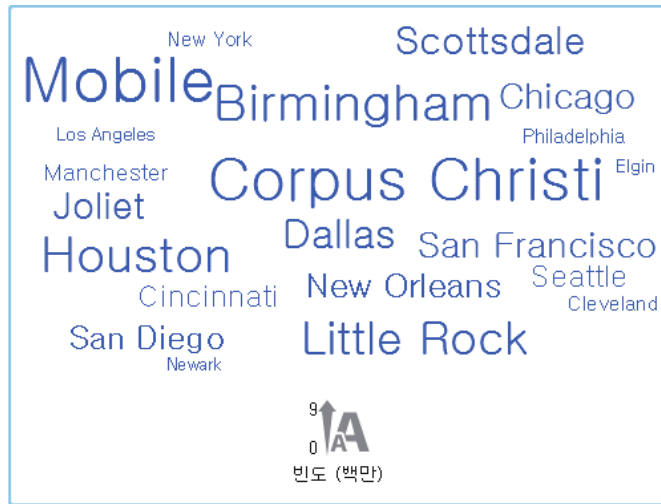 New York
Scottsdale
Mobile
Birmingham
Chicago
Los Angeles
Philadelphia
Manchester
Corpus Christi
Elgin
Joliet
Dallas
San Francisco
Houston
Seattle
Cincinnati
New Orleans
Cleveland
San Diego
Little Rock
Newark
9
A
A
0
빈도 (백만)